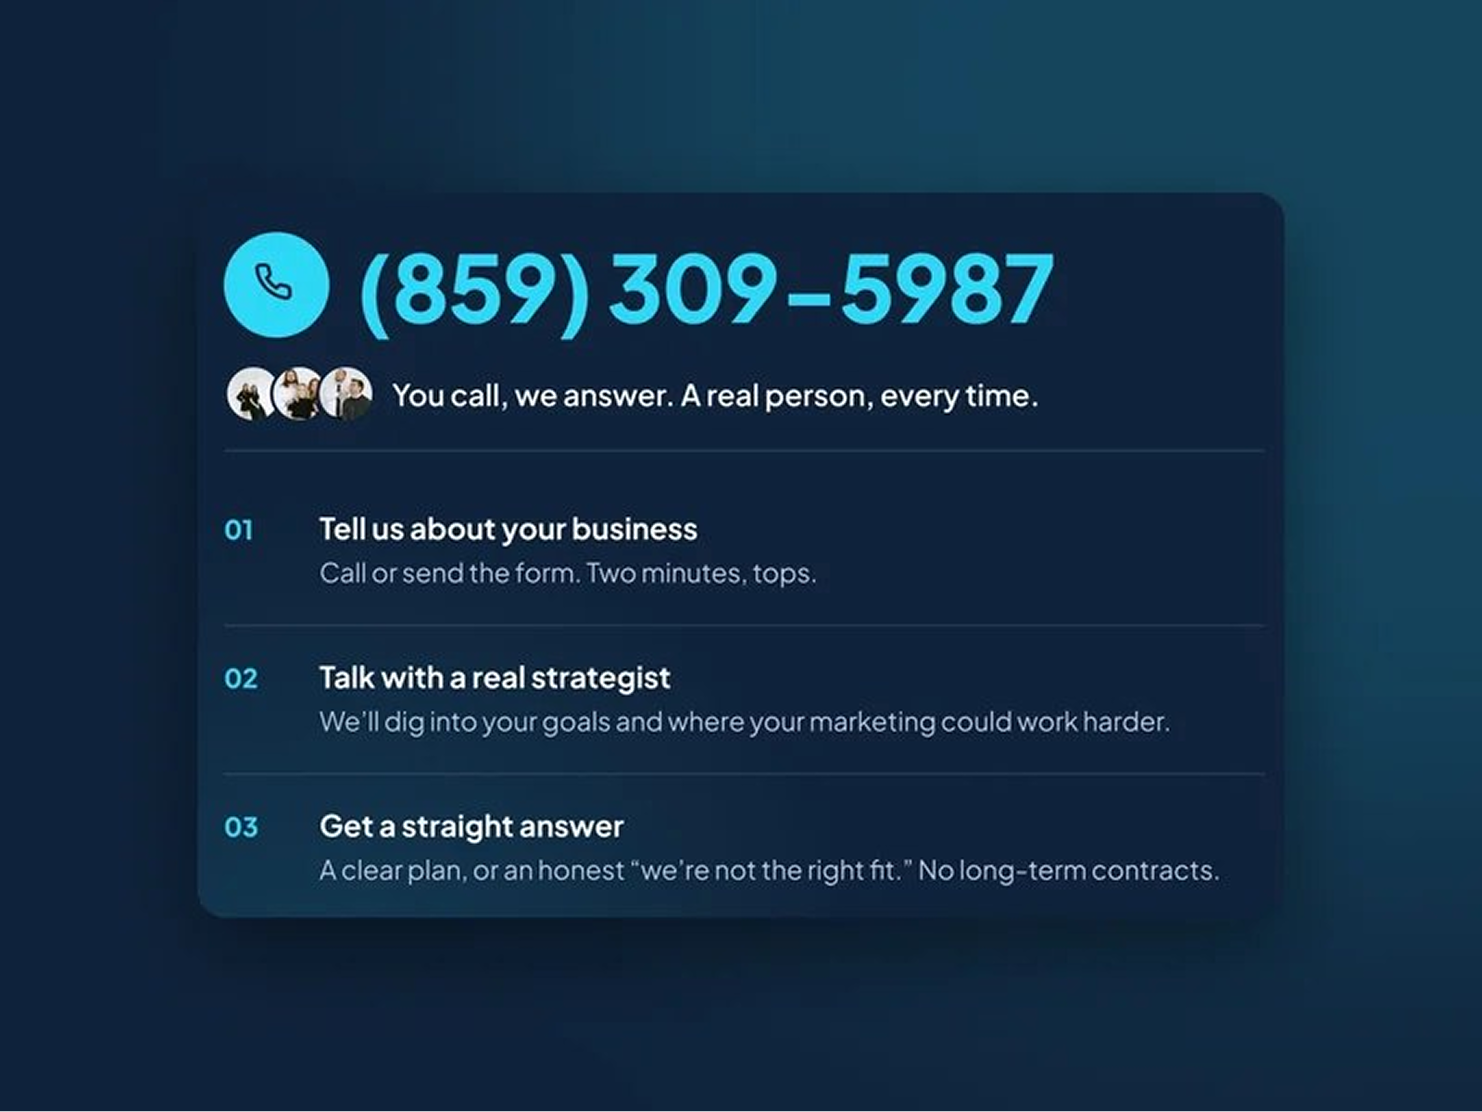 (859) 309-5987
You call, we answer. A real person, every time.
01
Tell us about your business
Call or send the form. Two minutes, tops.
02
Talk with a real strategist
We’ll dig into your goals and where your marketing could work harder.
03
Get a straight answer
A clear plan, or an honest “we’re not the right fit.” No long-term contracts.